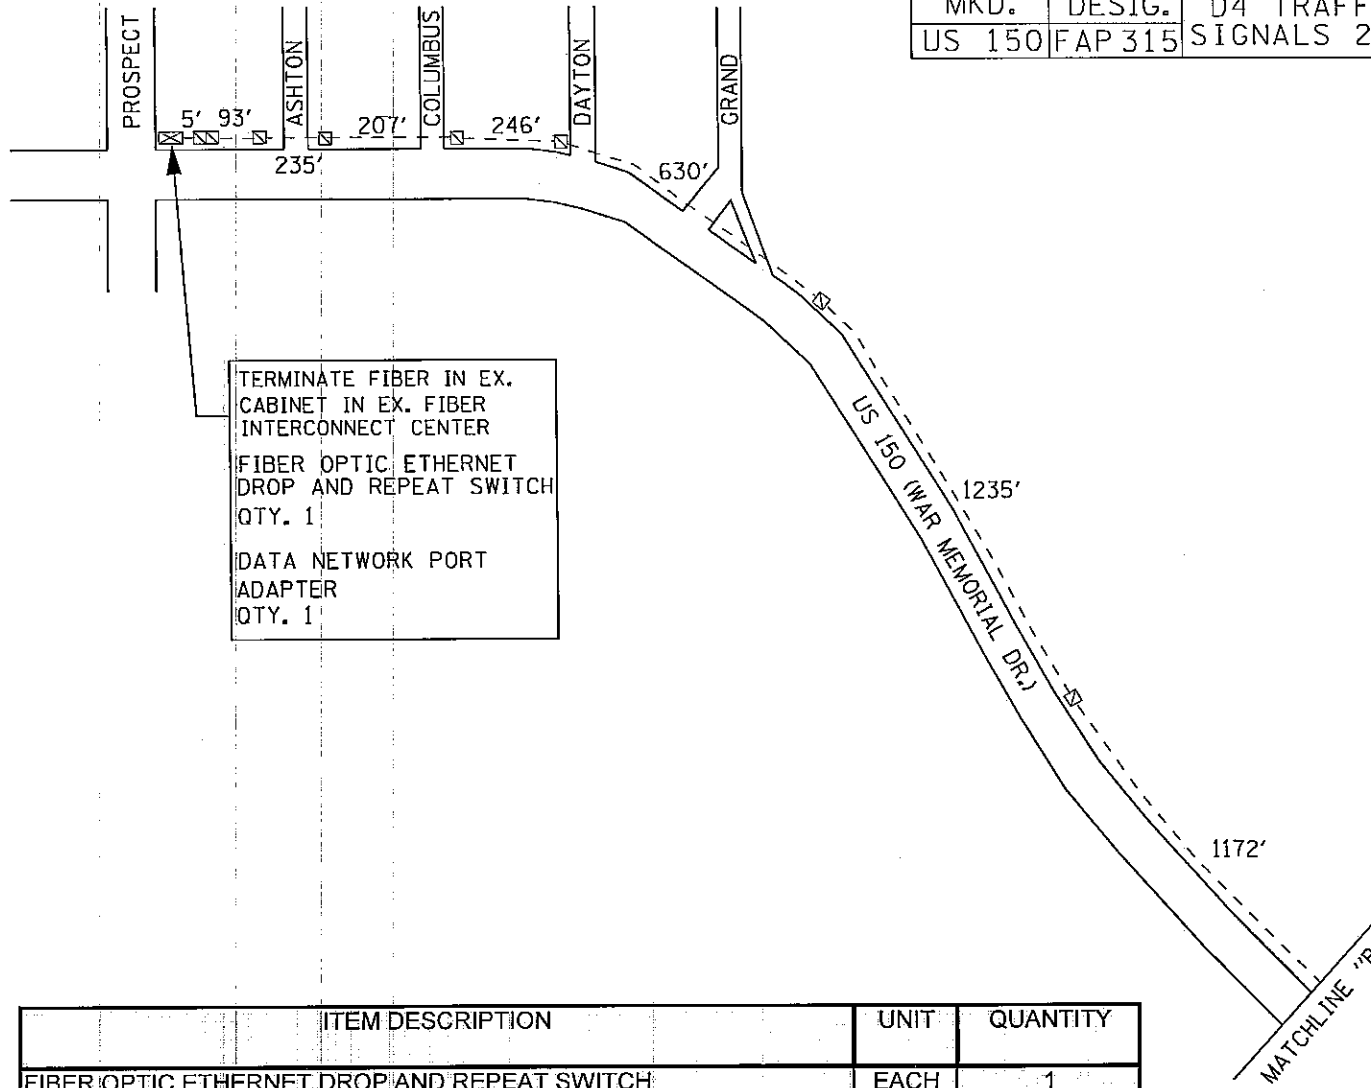 MKD. DESIG. D4 TRAFF
US 150 FAP 315 SIGNALS 2
PROSPECT
ASHTON
COLUMBUS
DAYTON
GRAND
5' 93' 207' 246'
235' 630'
TERMINATE FIBER IN EX.
CABINET IN EX. FIBER
INTERCONNECT CENTER
FIBER OPTIC ETHERNET
DROP AND REPEAT SWITCH
QTY. 1
DATA NETWORK PORT
ADAPTER
QTY. 1
US 150 (WAR MEMORIAL DR.)
1235'
1172'
MATCHLINE
ITEM DESCRIPTION UNIT QUANTITY
FIBER OPTIC ETHERNET DROP AND REPEAT SWITCH EACH 1